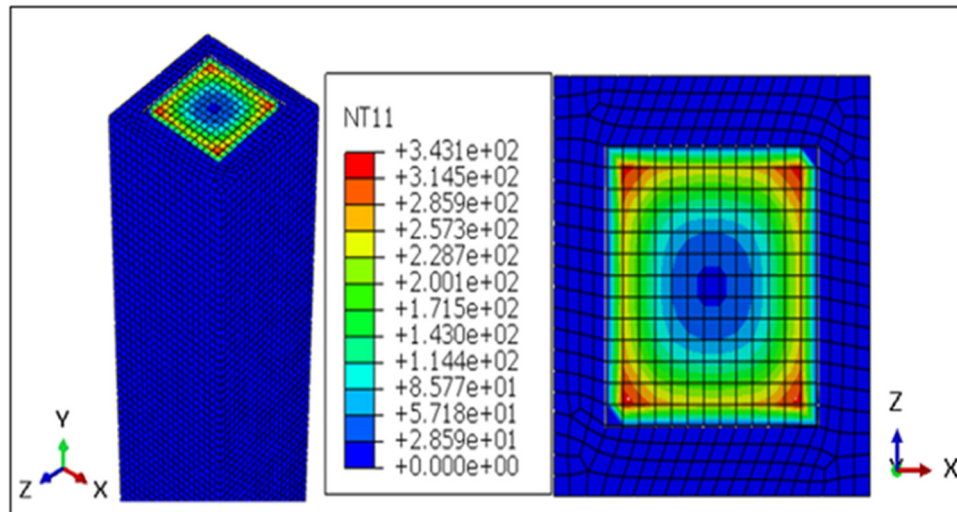 NT11
+3.431e+02
+3.145e+02
+2.859e+02
+2.573e+02
+2.287e+02
+2.001e+02
+1.715e+02
+1.430e+02
+1.144e+02
+8.577e+01
+5.718e+01
+2.859e+01
+0.000e+00
Y
Z
X
Z
Y
X